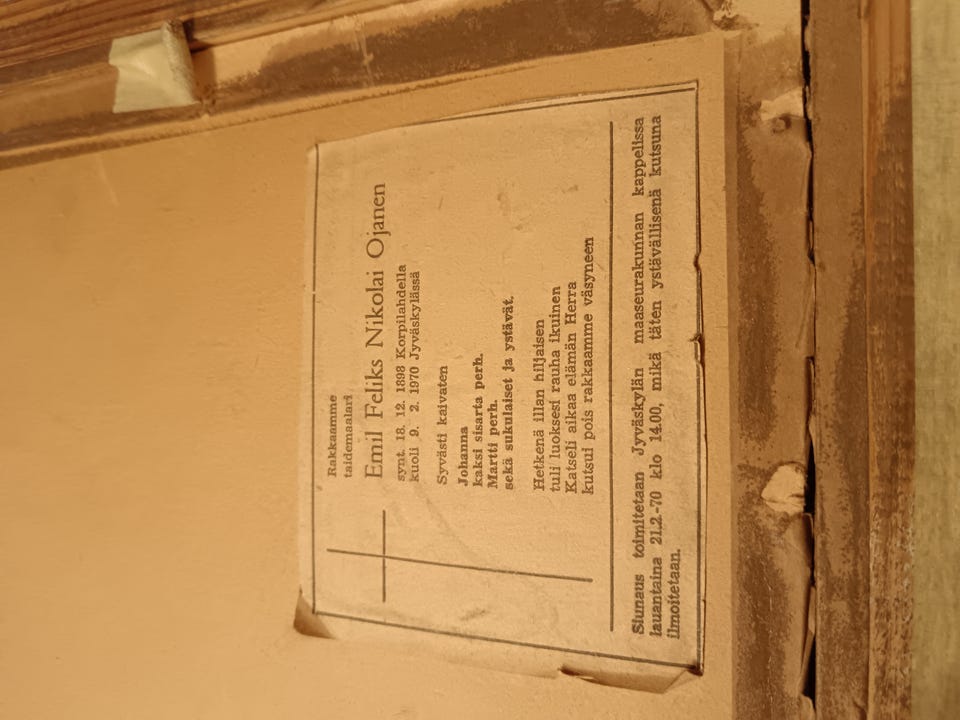 Rakkaamme
taidemaalari
Emil Feliks Nikolai Ojanen
synt. 18. 12. 1898 Korpilahdella
kuoli 9. 2. 1970 Jyväskylässä
Syvästi kaivaten
Johanna
kaksi sisarta perh.
Martti perh.
sekä sukulaiset ja ystävät.
Hetkenä illan hiljaisen
tuli luoksesi rauha ikuinen
Katseli aikaa elämän Herra
kutsui pois rakkaamme väsyneen
Siunaus toimitetaan Jyväskylän maaseurakunnan kappelissa
lauantaina 21.2.-70 klo 14.00, mikä täten ystävällisenä kutsuna
ilmoitetaan.